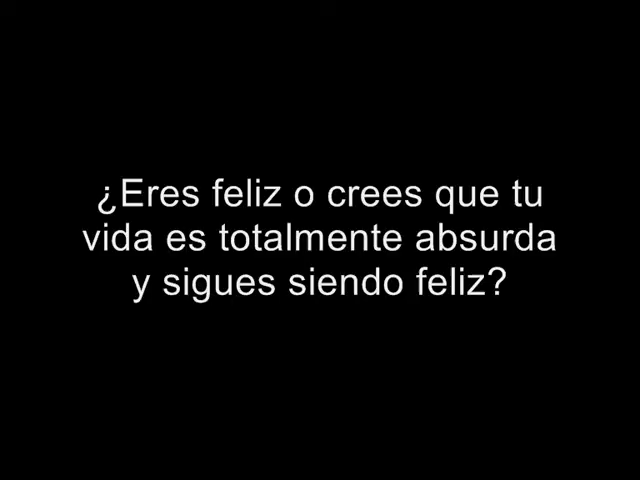 ¿Eres feliz o crees que tu
vida es totalmente absurda
y sigues siendo feliz?